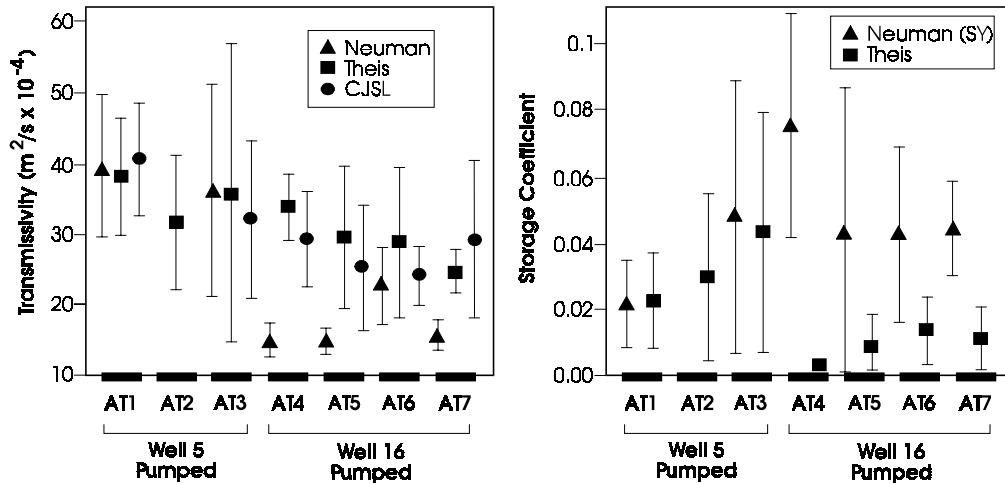 Transmissivity (m²/s x 10⁻⁴)
60
50
40
30
20
10
Neuman
Theis
CJSL
AT1 AT2 AT3 AT4 AT5 AT6 AT7
Well 5 Pumped
Well 16 Pumped
Storage Coefficient
0.1
0.08
0.06
0.04
0.02
0.00
Neuman (SY)
Theis
AT1 AT2 AT3 AT4 AT5 AT6 AT7
Well 5 Pumped
Well 16 Pumped